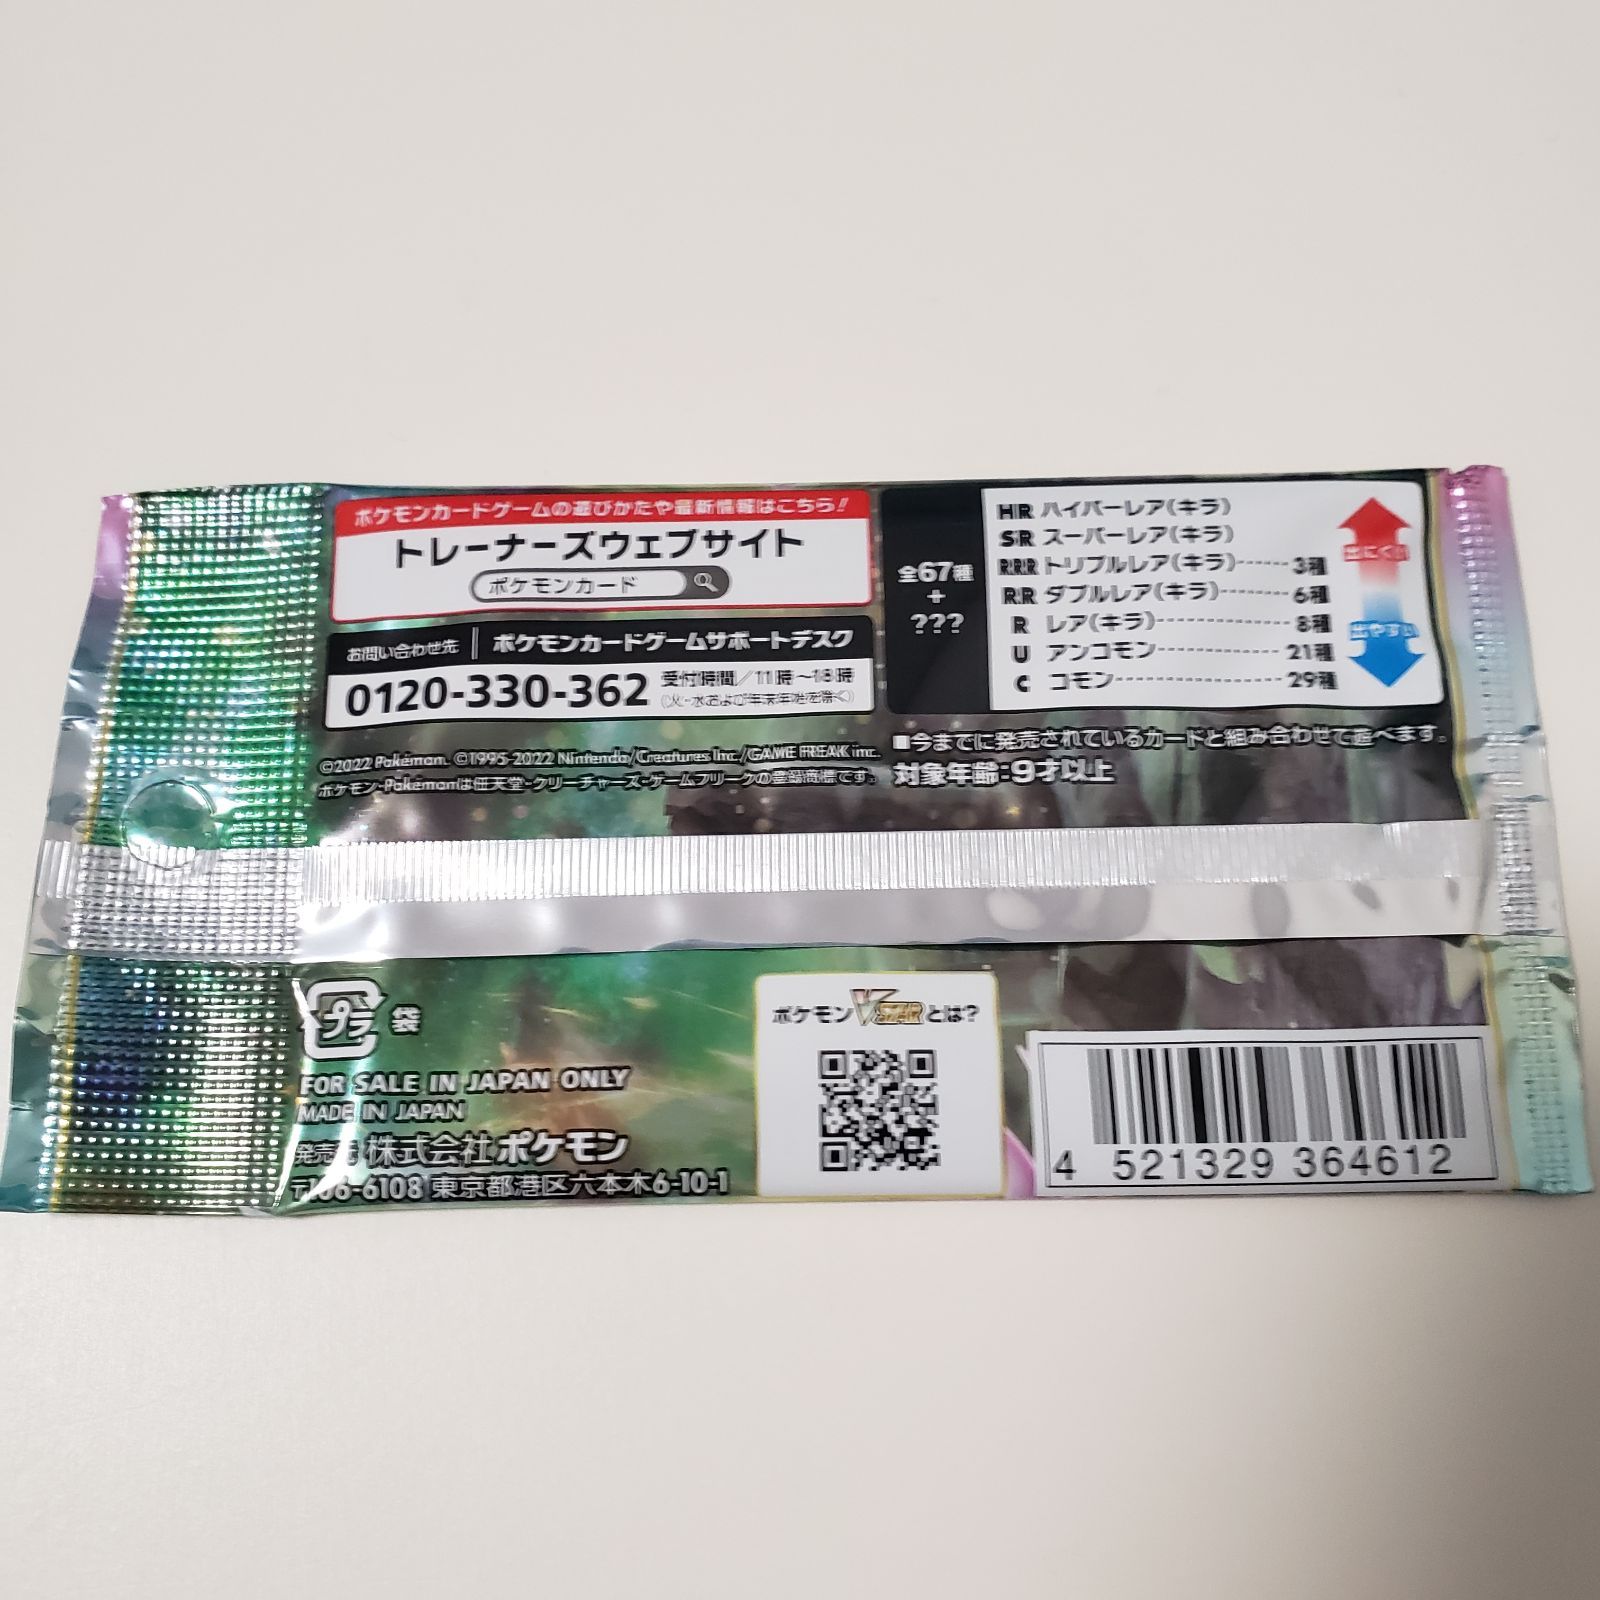 ポケモンカードゲームの遊びかたや最新情報はこちら!
トレーナーズウェブサイト
ポケモンカード
お問い合わせ先 ポケモンカードゲームサポートデスク
0120-330-362 受付時間/11時~18時
(火・水および年末年始を除く)
©2022 Pokémon. ©1995-2022 Nintendo/Creatures Inc./GAME FREAK inc.
ポケモン・Pokémonは任天堂・クリーチャーズ・ゲームフリークの登録商標です。
全67種
+
???
HR ハイパーレア(キラ)
SR スーパーレア(キラ)
RRR トリプルレア(キラ)------3種
RR ダブルレア(キラ)--------6種
R レア(キラ)--------------8種
U アンコモン--------------21種
C コモン------------------29種
出にくい
出やすい
■今までに発売されているカードと組み合わせて遊べます。
対象年齢:9才以上
プラ 袋
FOR SALE IN JAPAN ONLY
MADE IN JAPAN
発売元 株式会社ポケモン
〒106-6108 東京都港区六本木6-10-1
ポケモンVSTARとは?
4 521329 364612